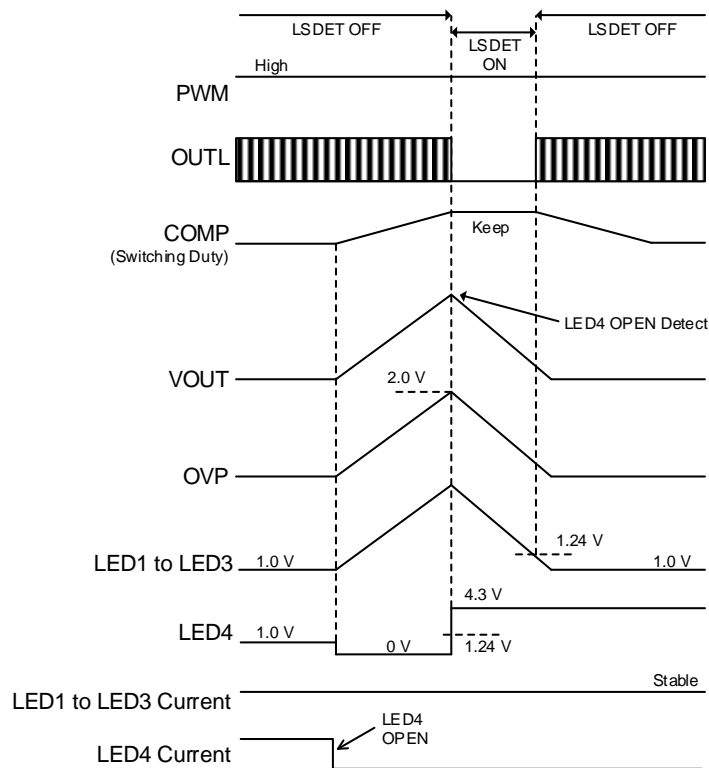 LSDET OFF
LSDET
ON
LSDET OFF
High
PWM
OUTL
COMP
(Switching Duty)
Keep
LED4 OPEN Detect
VOUT
2.0 V
OVP
1.24 V
LED1 to LED3
1.0 V
1.0 V
4.3 V
LED4
1.0 V
0 V
1.24 V
Stable
LED1 to LED3 Current
LED4
OPEN
LED4 Current